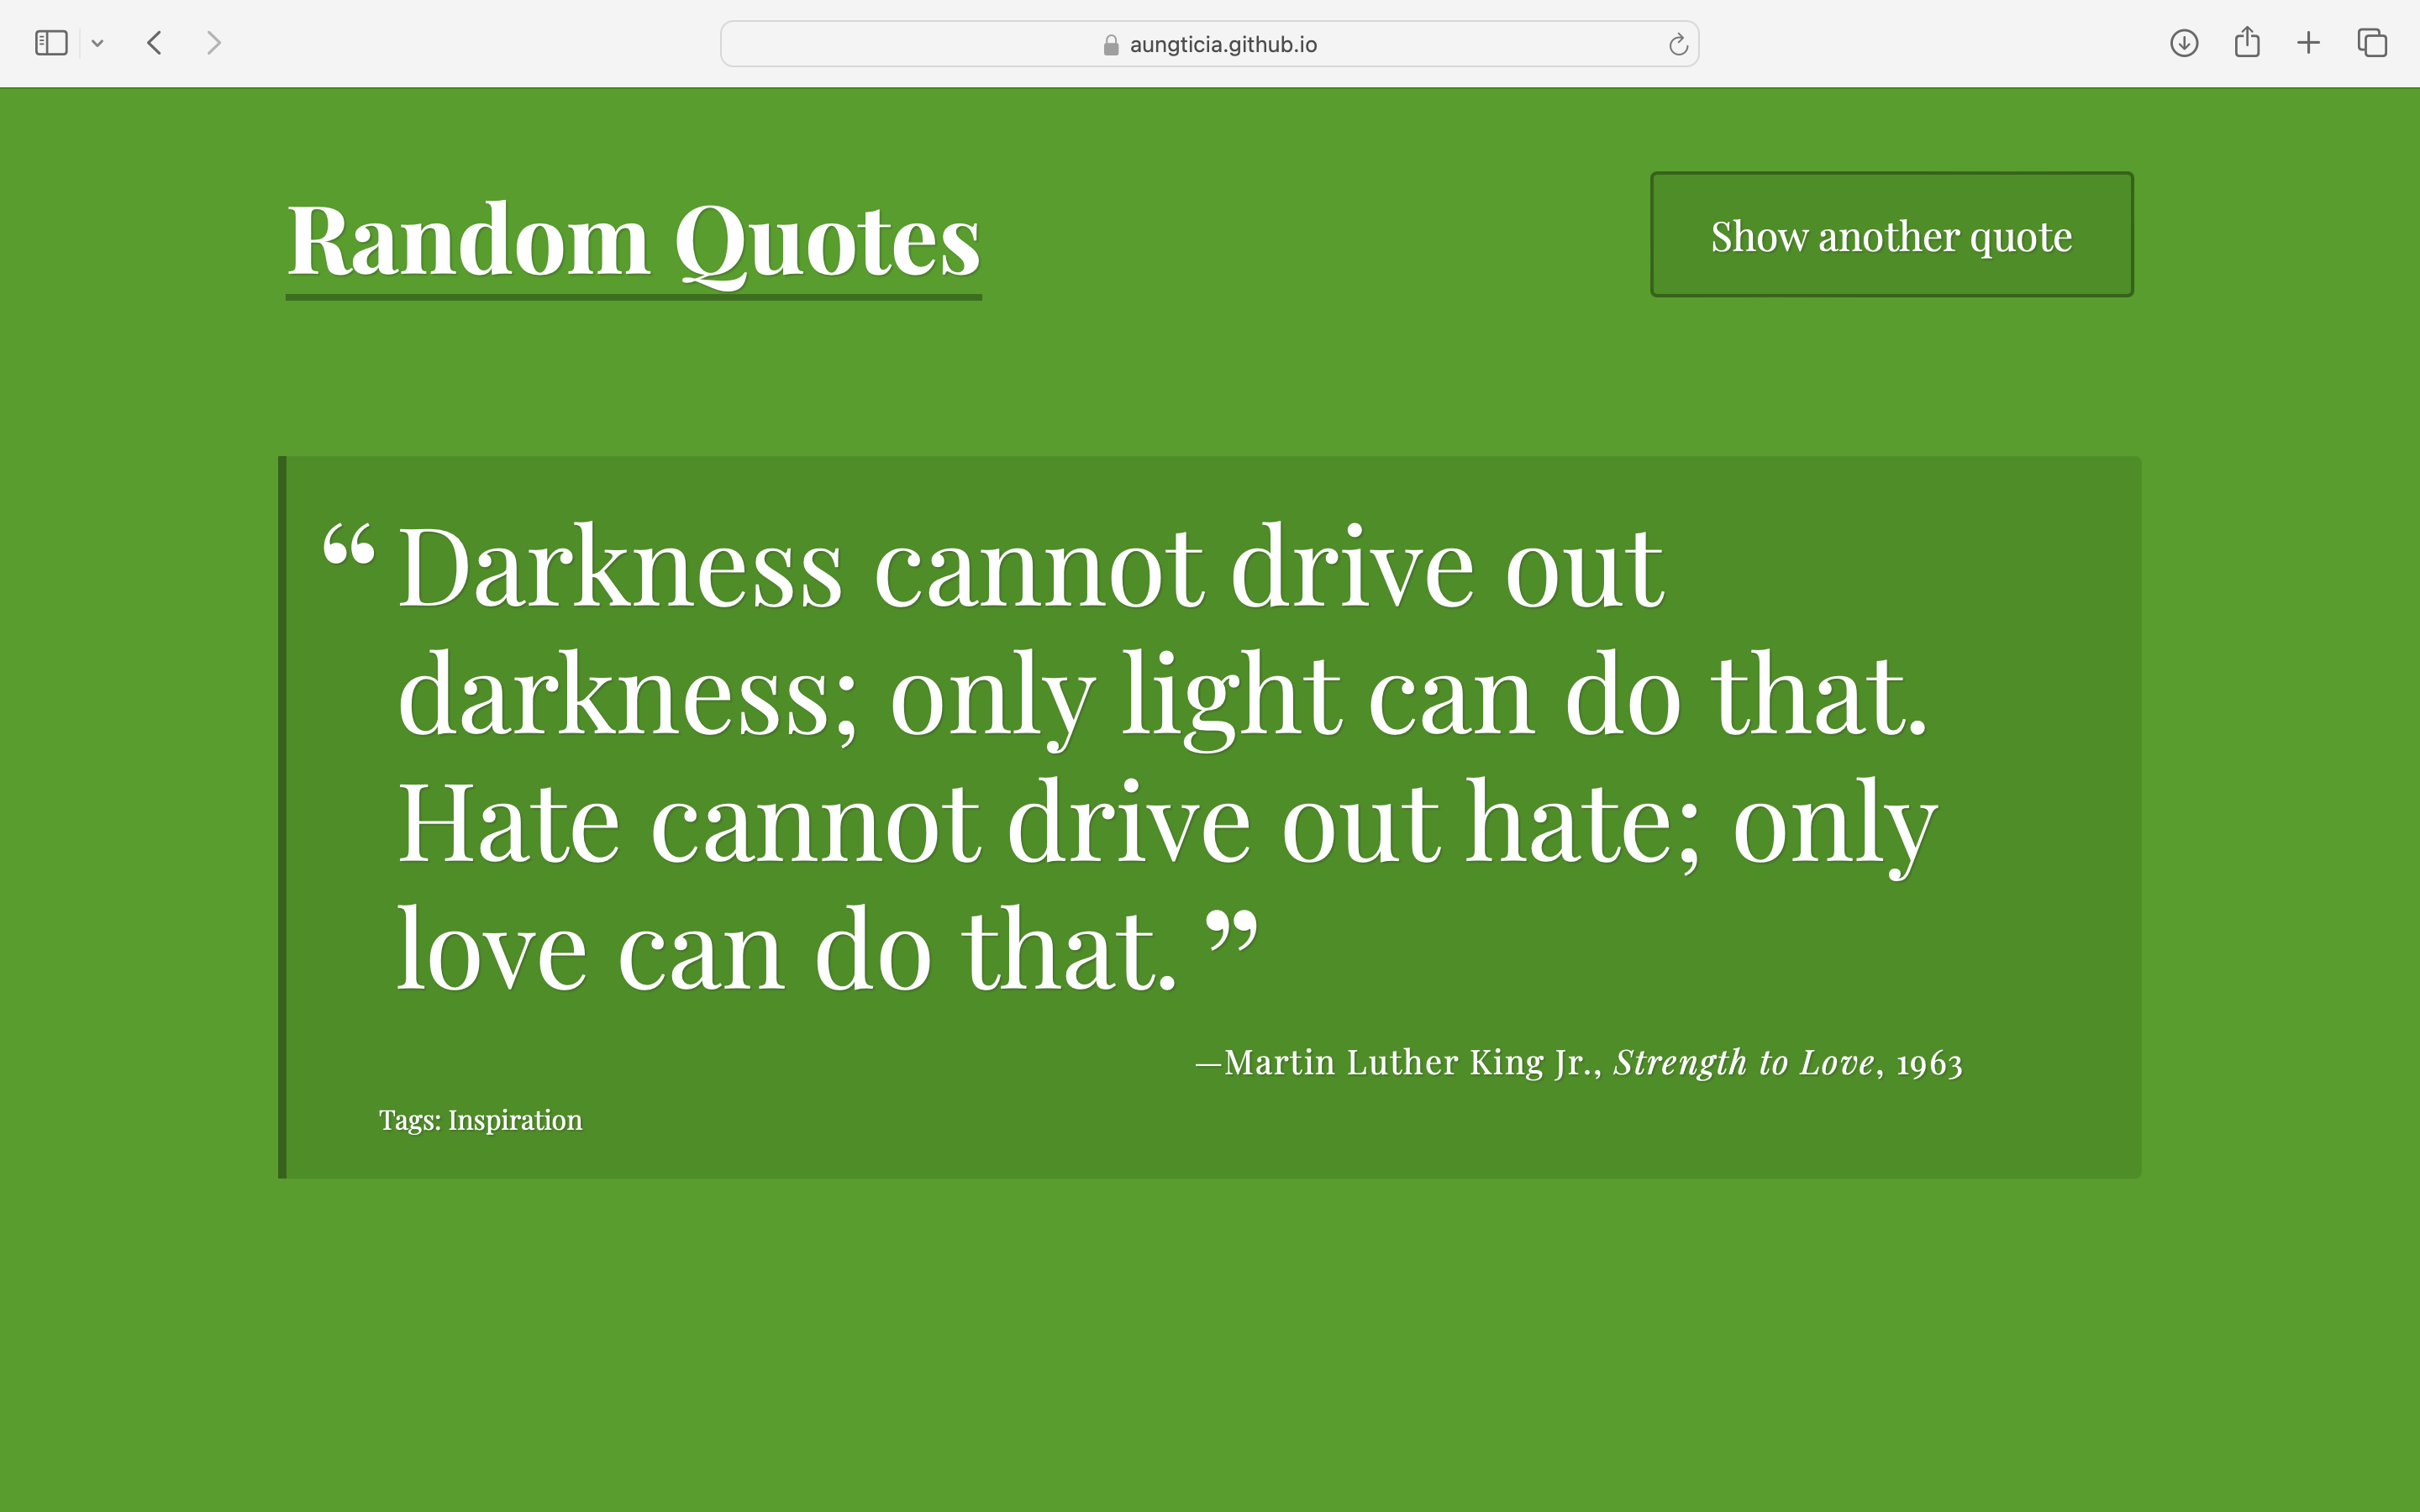 aungticia.github.io
Random Quotes
Show another quote
“ Darkness cannot drive out
darkness; only light can do that.
Hate cannot drive out hate; only
love can do that. ”
—Martin Luther King Jr., Strength to Love, 1963
Tags: Inspiration